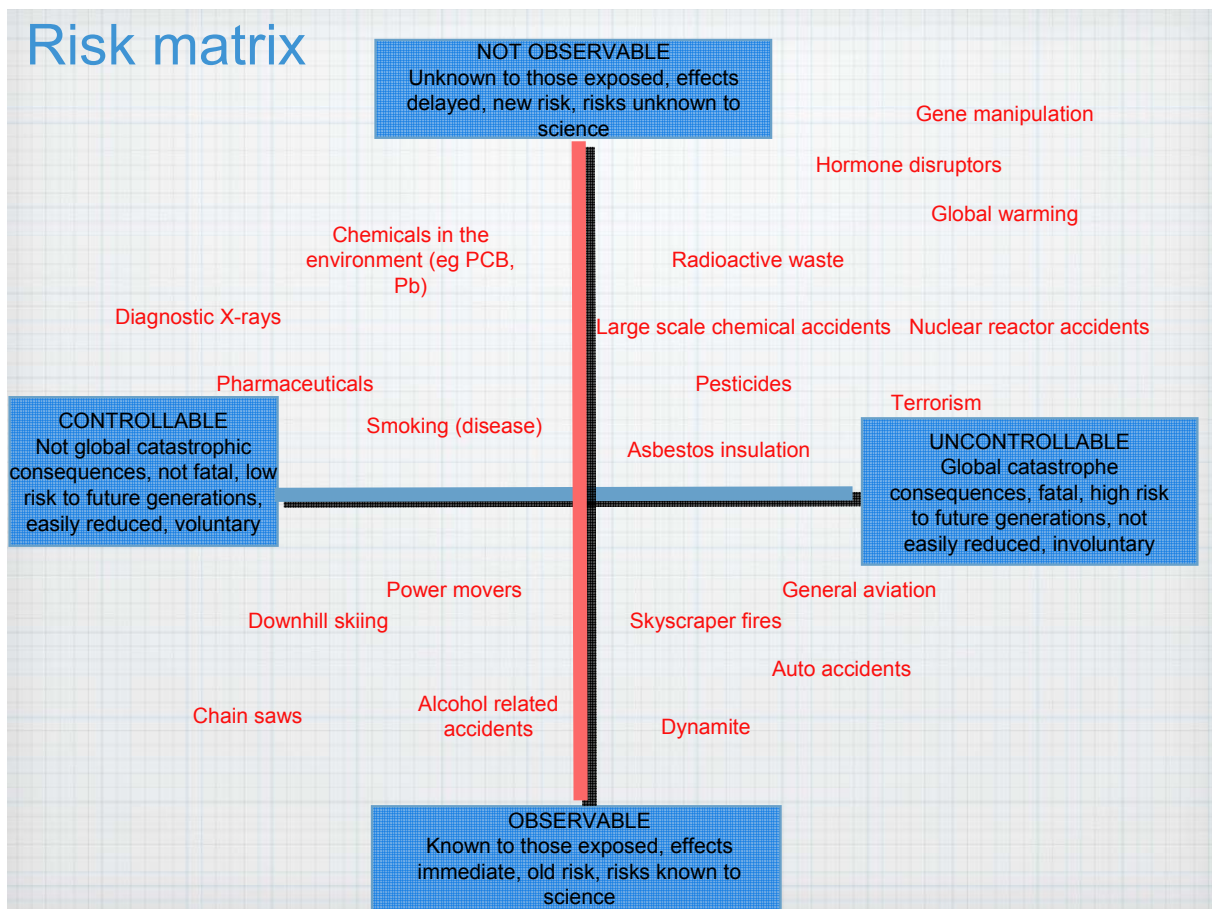 Risk matrix
NOT OBSERVABLE
Unknown to those exposed, effects
delayed, new risk, risks unknown to
science
Gene manipulation
Hormone disruptors
Global warming
Chemicals in the
environment (eg PCB,
Pb)
Radioactive waste
Diagnostic X-rays
Large scale chemical accidents
Nuclear reactor accidents
Pharmaceuticals
Pesticides
Terrorism
Smoking (disease)
Asbestos insulation
CONTROLLABLE
Not global catastrophic
consequences, not fatal, low
risk to future generations,
easily reduced, voluntary
UNCONTROLLABLE
Global catastrophe
consequences, fatal, high risk
to future generations, not
easily reduced, involuntary
Power movers
General aviation
Downhill skiing
Skyscraper fires
Auto accidents
Chain saws
Alcohol related
accidents
Dynamite
OBSERVABLE
Known to those exposed, effects
immediate, old risk, risks known to
science